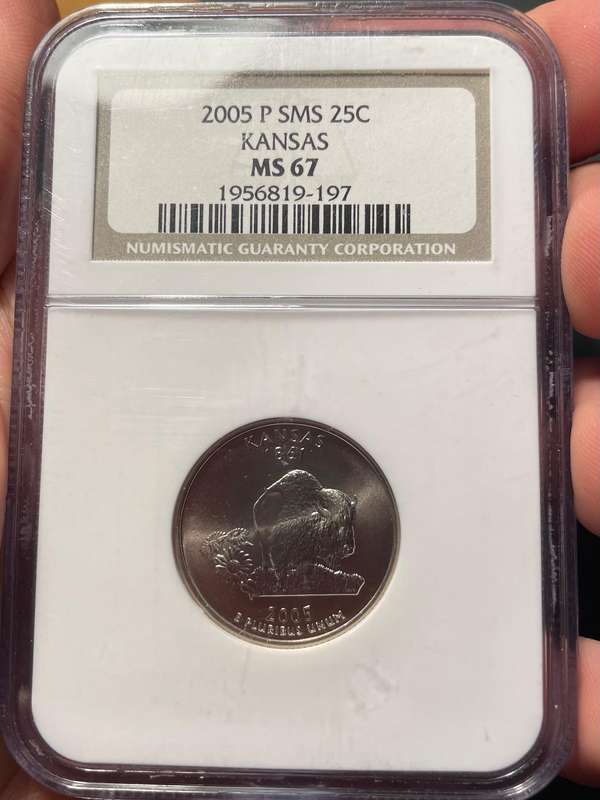 2005 P SMS 25C
KANSAS
MS 67
1956819-197
NUMISMATIC GUARANTY CORPORATION
KANSAS
1861
2005
E PLURIBUS UNUM